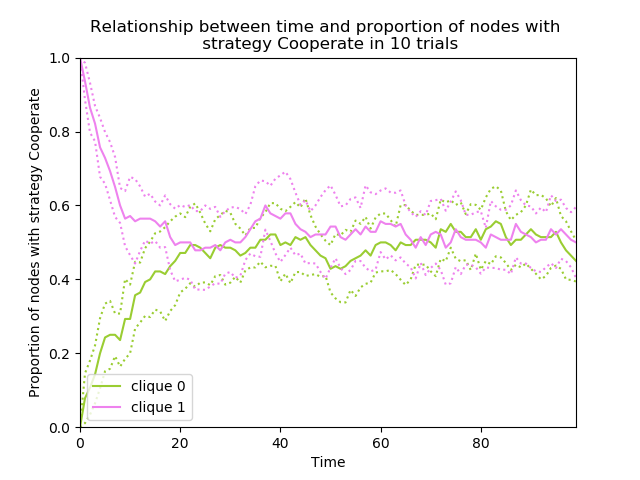 Relationship between time and proportion of nodes with
strategy Cooperate in 10 trials
Proportion of nodes with strategy Cooperate
1.0
0.8
0.6
0.4
0.2
0.0
clique 0
clique 1
0
20
40
60
80
Time